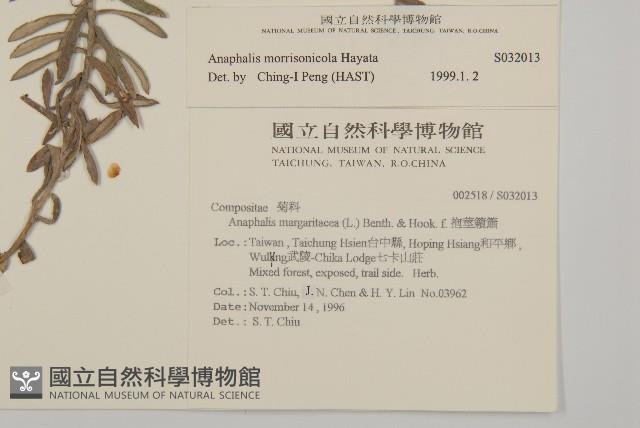 國立自然科學博物館
NATIONAL MUSEUM OF NATURAL SCIENCE, TAICHUNG, TAIWAN, R.O.CHINA
Anaphalis morrisonicola Hayata S032013
Det. by Ching-I Peng (HAST) 1999.1. 2
國立自然科學博物館
NATIONAL MUSEUM OF NATURAL SCIENCE
TAICHUNG, TAIWAN, R.O.CHINA
002518 / S032013
Compositae 菊科
Anaphalis margaritacea (L.) Benth. & Hook. f. 抱莖籟簫
Loc.: Taiwan , Taichung Hsien台中縣, Hoping Hsiang和平鄉 ,
Wuling武陵-Chika Lodge七卡山莊
Mixed forest, exposed, trail side. Herb.
Col.: S. T. Chiu, J. N. Chen & H. Y. Lin No.03962
Date: November 14 , 1996
Det.: S. T. Chiu
國立自然科學博物館
NATIONAL MUSEUM OF NATURAL SCIENCE